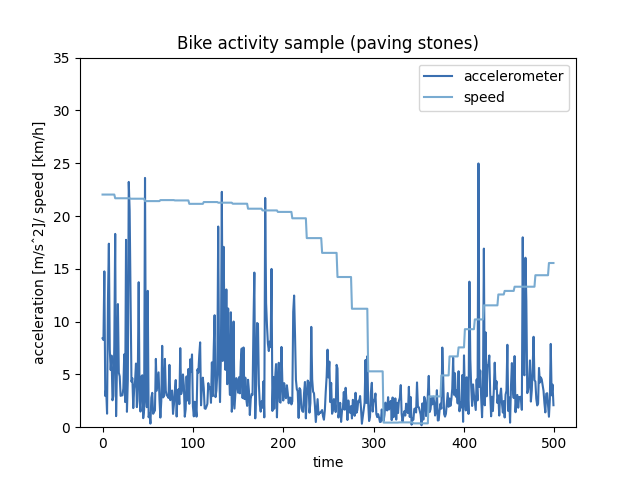 Bike activity sample (paving stones)
accelerometer
speed
35
30
25
20
15
10
5
0
acceleration [m/s^2]/ speed [km/h]
0 100 200 300 400 500
time